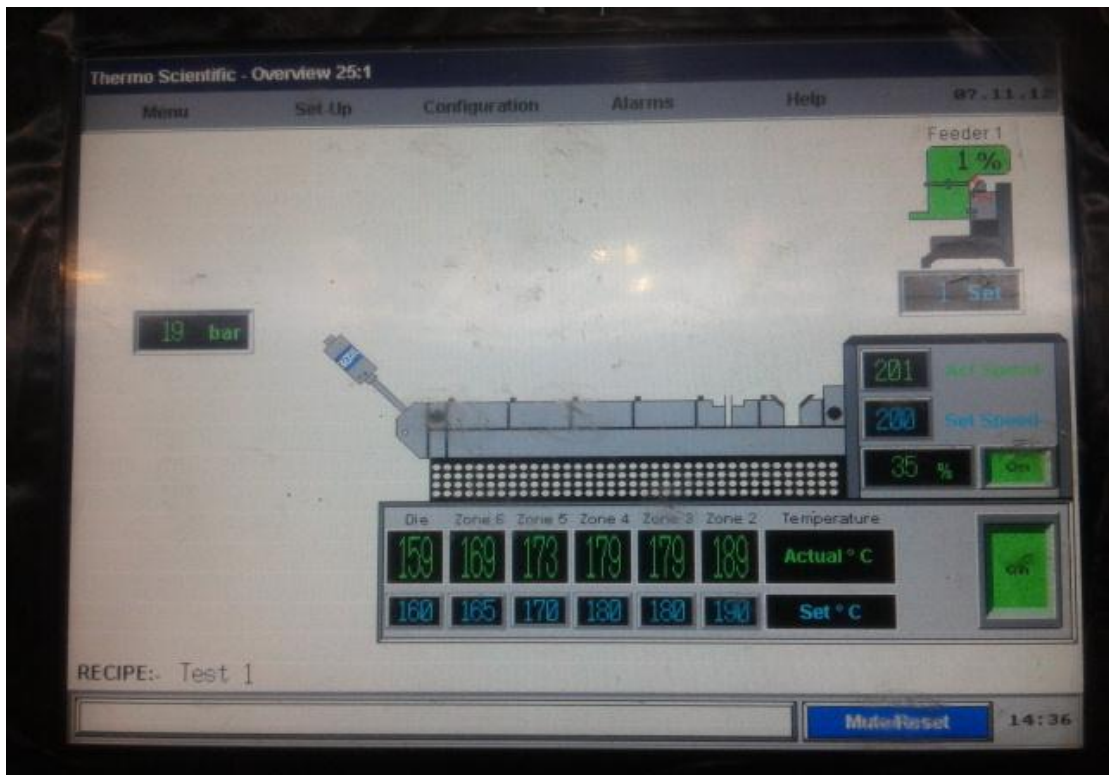 Thermo Scientific - Overview 25:1
Menu Set-Up Configuration Alarms Help 07.11.12
Feeder 1
1 %
1 Set
19 bar
201 Act Speed
200 Set Speed
35 % On
Die Zone 6 Zone 5 Zone 4 Zone 3 Zone 2 Temperature
159 169 173 179 179 189 Actual ° C
On
160 165 170 180 180 190 Set ° C
RECIPE:- Test 1
Mute/Reset 14:36